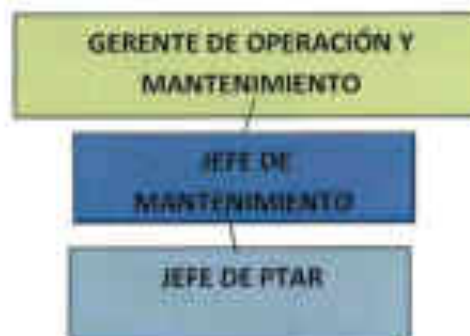 GERENTE DE OPERACIÓN Y
MANTENIMIENTO
JEFE DE
MANTENIMIENTO
JEFE DE PTAR